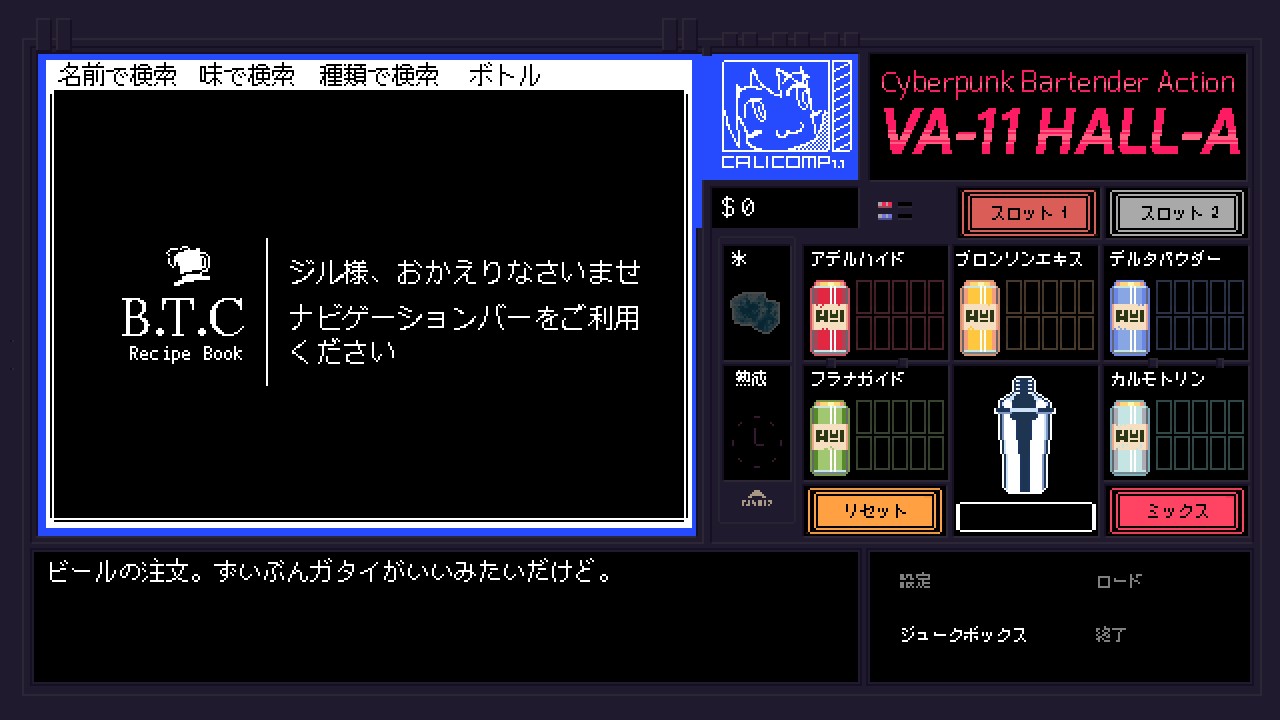 名前で検索 味で検索 種類で検索 ボトル
CALICOMP1.1
Cyberpunk Bartender Action
VA-11 HALL-A
$0
スロット 1
スロット 2
B.T.C
Recipe Book
ジル様、おかえりなさいませ
ナビゲーションバーをご利用
ください
氷
アデルハイド
ブロンソンエキス
デルタパウダー
熟成
L
フラナガイド
カルモトリン
リセット
ミックス
ビールの注文。ずいぶんガタイがいいみたいだけど。
設定
ロード
ジュークボックス
終了